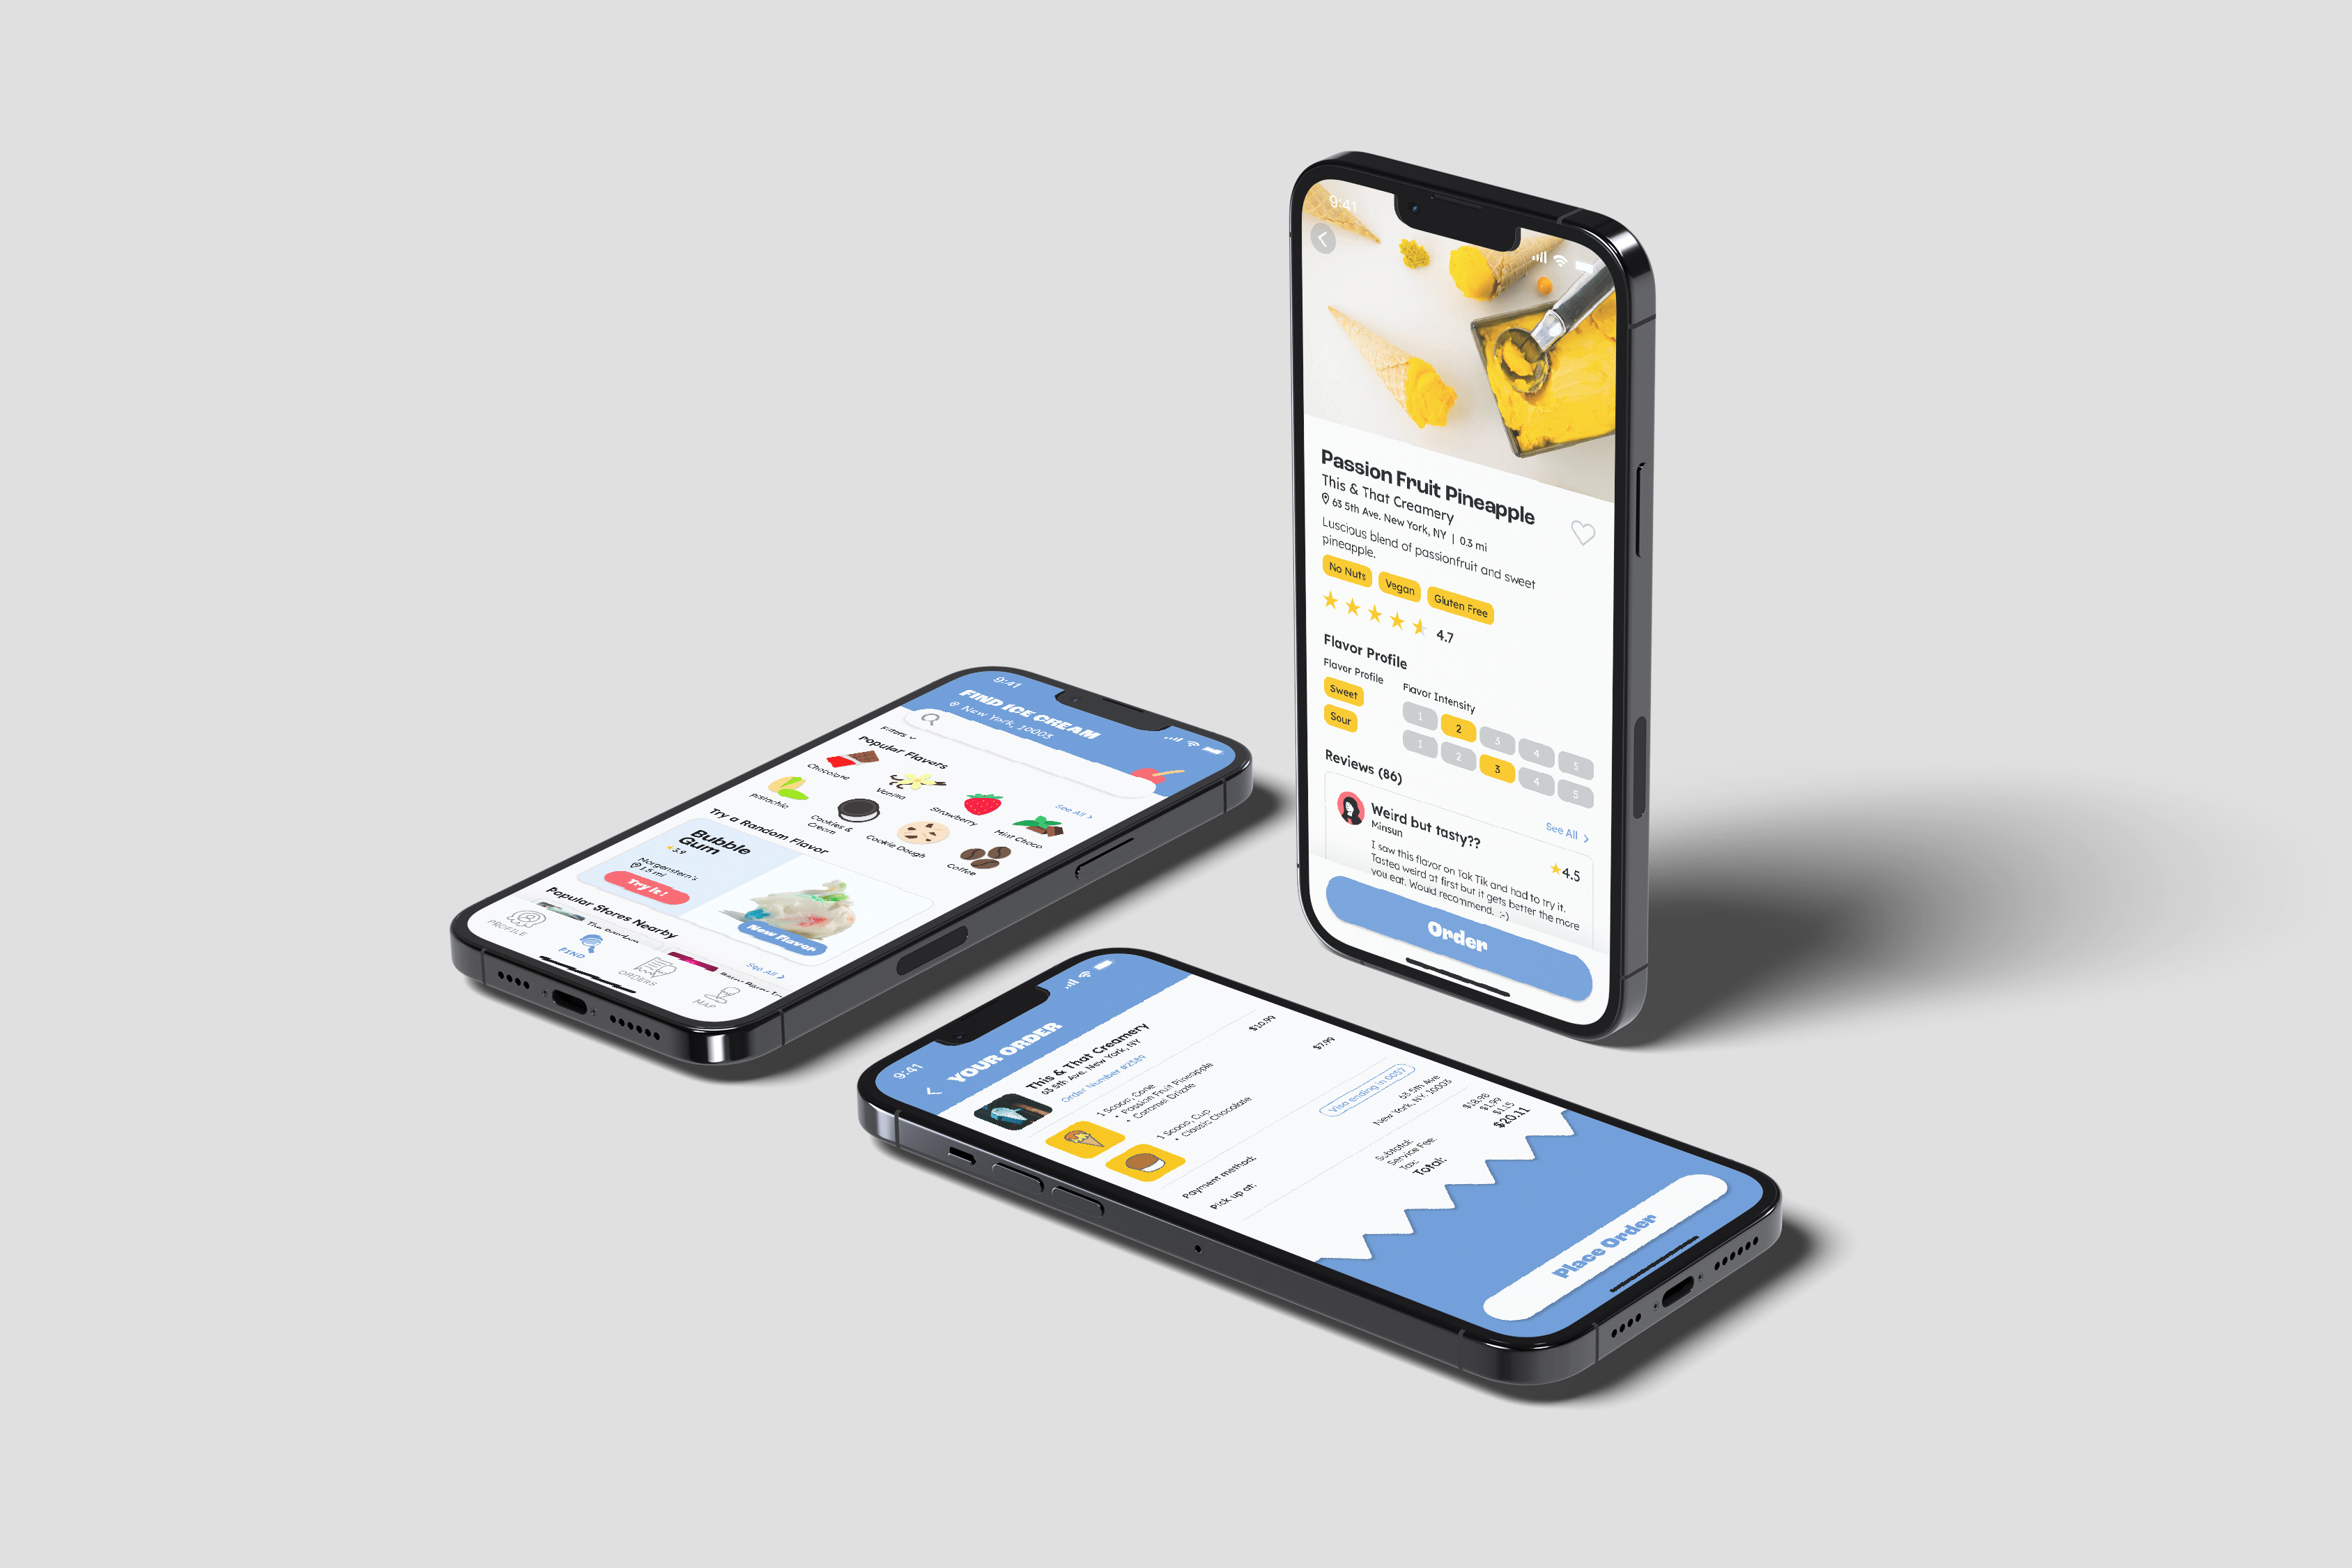 9:41
FIND ICE CREAM
New York, 10003
Filters
Popular Flavors
See All >
Chocolate
Vanilla
Strawberry
Mint Choco
Pistachio
Cookies &
Cream
Cookie Dough
Coffee
Try a Random Flavor
Bubble
Gum
3.9
Morgenstern's
1.5 mi
Try It!
New Flavor
Popular Stores Nearby
See All >
PROFILE
FIND
ORDERS
MAP
9:41
Passion Fruit Pineapple
This & That Creamery
63 5th Ave. New York, NY | 0.3 mi
Luscious blend of passionfruit and sweet
pineapple.
No Nuts
Vegan
Gluten Free
4.7
Flavor Profile
Flavor Profile
Flavor Intensity
Sweet
1 2 3 4 5
Sour
1 2 3 4 5
Reviews (86)
See All >
Weird but tasty??
Minsun
4.5
I saw this flavor on Tok Tik and had to try it.
Tasted weird at first but it gets better the more
you eat. Would recommend. :-)
Order
9:41
YOUR ORDER
This & That Creamery
63 5th Ave. New York, NY
Order Number #2589
1 Scoop, Cone
$10.99
• Passion Fruit Pineapple
• Caramel Drizzle
1 Scoop, Cup
$7.99
• Classic Chocolate
Payment method:
Visa ending in 0037
Pick up at:
63 5th Ave
New York, NY, 10003
Subtotal:
$18.98
Service Fee:
Tax:
$1.15
Total:
$20.11
Place Order